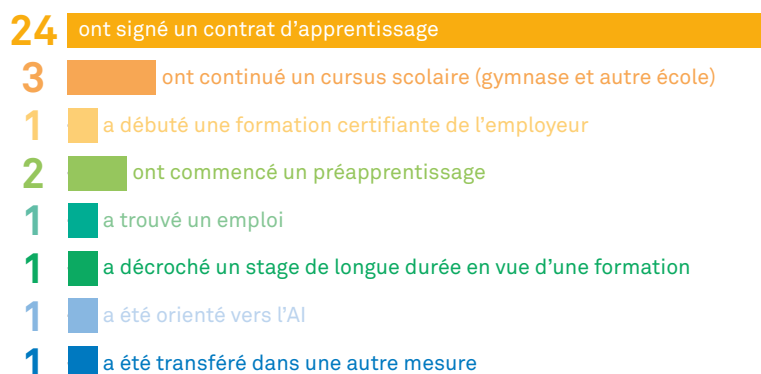 24 ont signé un contrat d’apprentissage
3 ont continué un cursus scolaire (gymnase et autre école)
1 a débuté une formation certifiante de l’employeur
2 ont commencé un préapprentissage
1 a trouvé un emploi
1 a décroché un stage de longue durée en vue d’une formation
1 a été orienté vers l’AI
1 a été transféré dans une autre mesure